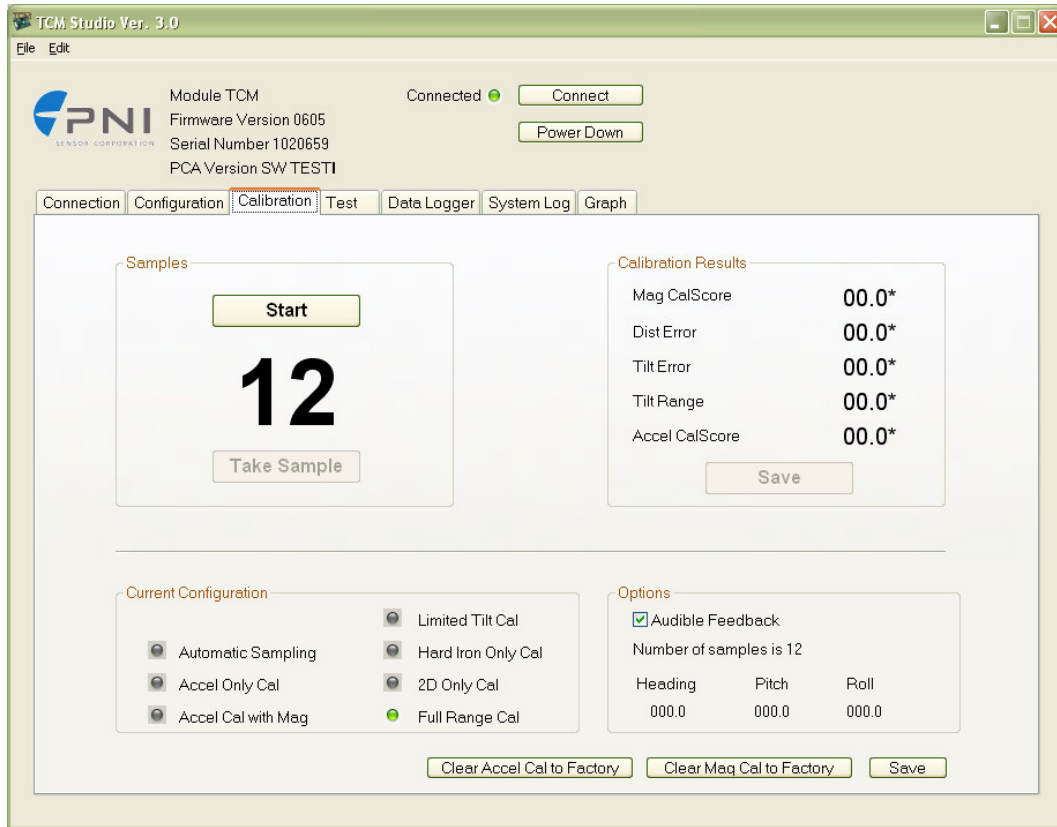 TCM Studio Ver. 3.0
File Edit
PNI
SENSOR CORPORATION
Module TCM
Firmware Version 0605
Serial Number 1020659
PCA Version SW TESTI
Connected
Connect
Power Down
Connection Configuration Calibration Test Data Logger System Log Graph
Samples
Start
12
Take Sample
Calibration Results
Mag CalScore 00.0*
Dist Error 00.0*
Tilt Error 00.0*
Tilt Range 00.0*
Accel CalScore 00.0*
Save
Current Configuration
Automatic Sampling
Accel Only Cal
Accel Cal with Mag
Limited Tilt Cal
Hard Iron Only Cal
2D Only Cal
Full Range Cal
Options
Audible Feedback
Number of samples is 12
Heading Pitch Roll
000.0 000.0 000.0
Clear Accel Cal to Factory
Clear Mag Cal to Factory
Save